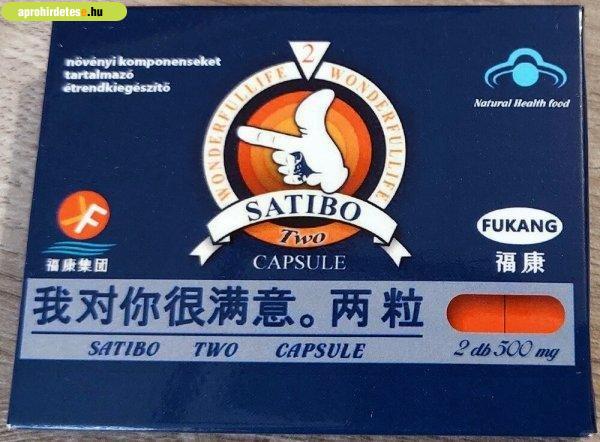 aprohirdetes.hu
növényi komponenseket
tartalmazó
étrendkiegészítő
2
WONDERFULLIFE WONDERFULLIFE
Natural Health food
SATIBO
Two
CAPSULE
F
福康集团
FUKANG
福康
我对你很满意。两粒
SATIBO TWO CAPSULE
2 db 500 mg